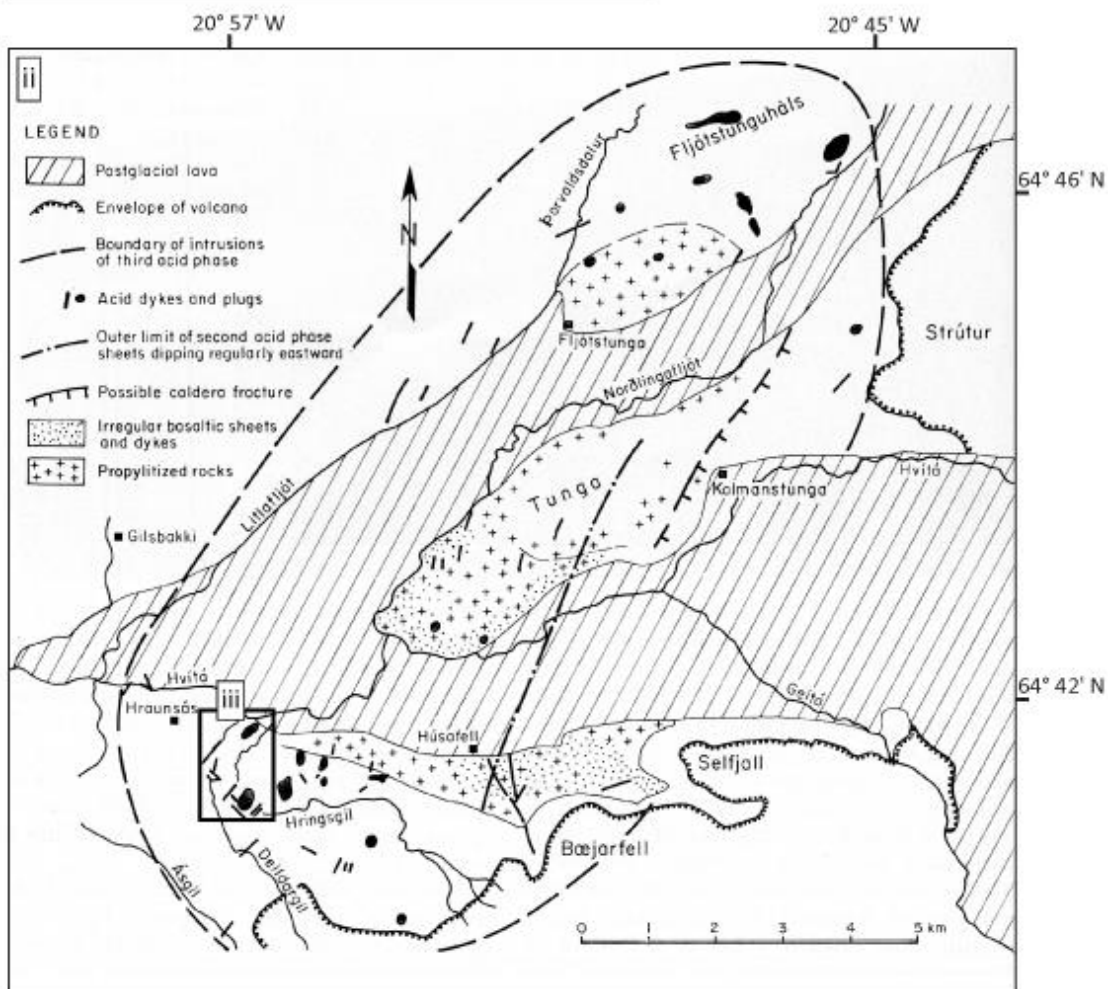 20° 57' W
20° 45' W
ii
LEGEND
Postglacial lava
Envelope of volcano
Boundary of intrusions
of third acid phase
Acid dykes and plugs
Outer limit of second acid phase
sheets dipping regularly eastward
Possible caldera fracture
Irregular basaltic sheets
and dykes
Propylitized rocks
N
Þorvaldsdalur
Fljótstunguháls
64° 46' N
Fljótstunga
Strútur
Norðlingafljót
Tunga
Kalmanstunga
Hvítá
Litlafljót
Gilsbakki
Hvítá
Hraunsás
iii
Geitá
64° 42' N
Húsafell
Selfjall
Hringsgil
Bæjarfell
Deildargil
Ásgil
0 1 2 3 4 5 km